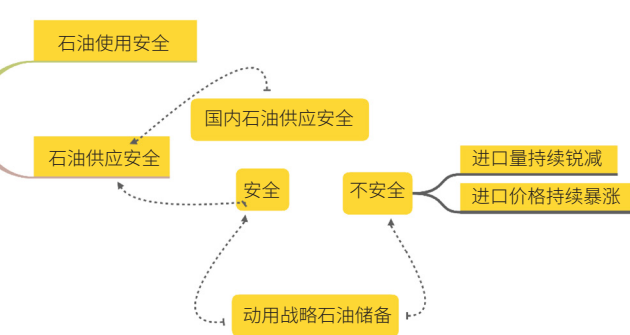 石油使用安全
国内石油供应安全
石油供应安全
进口量持续锐减
安全
不安全
进口价格持续暴涨
动用战略石油储备